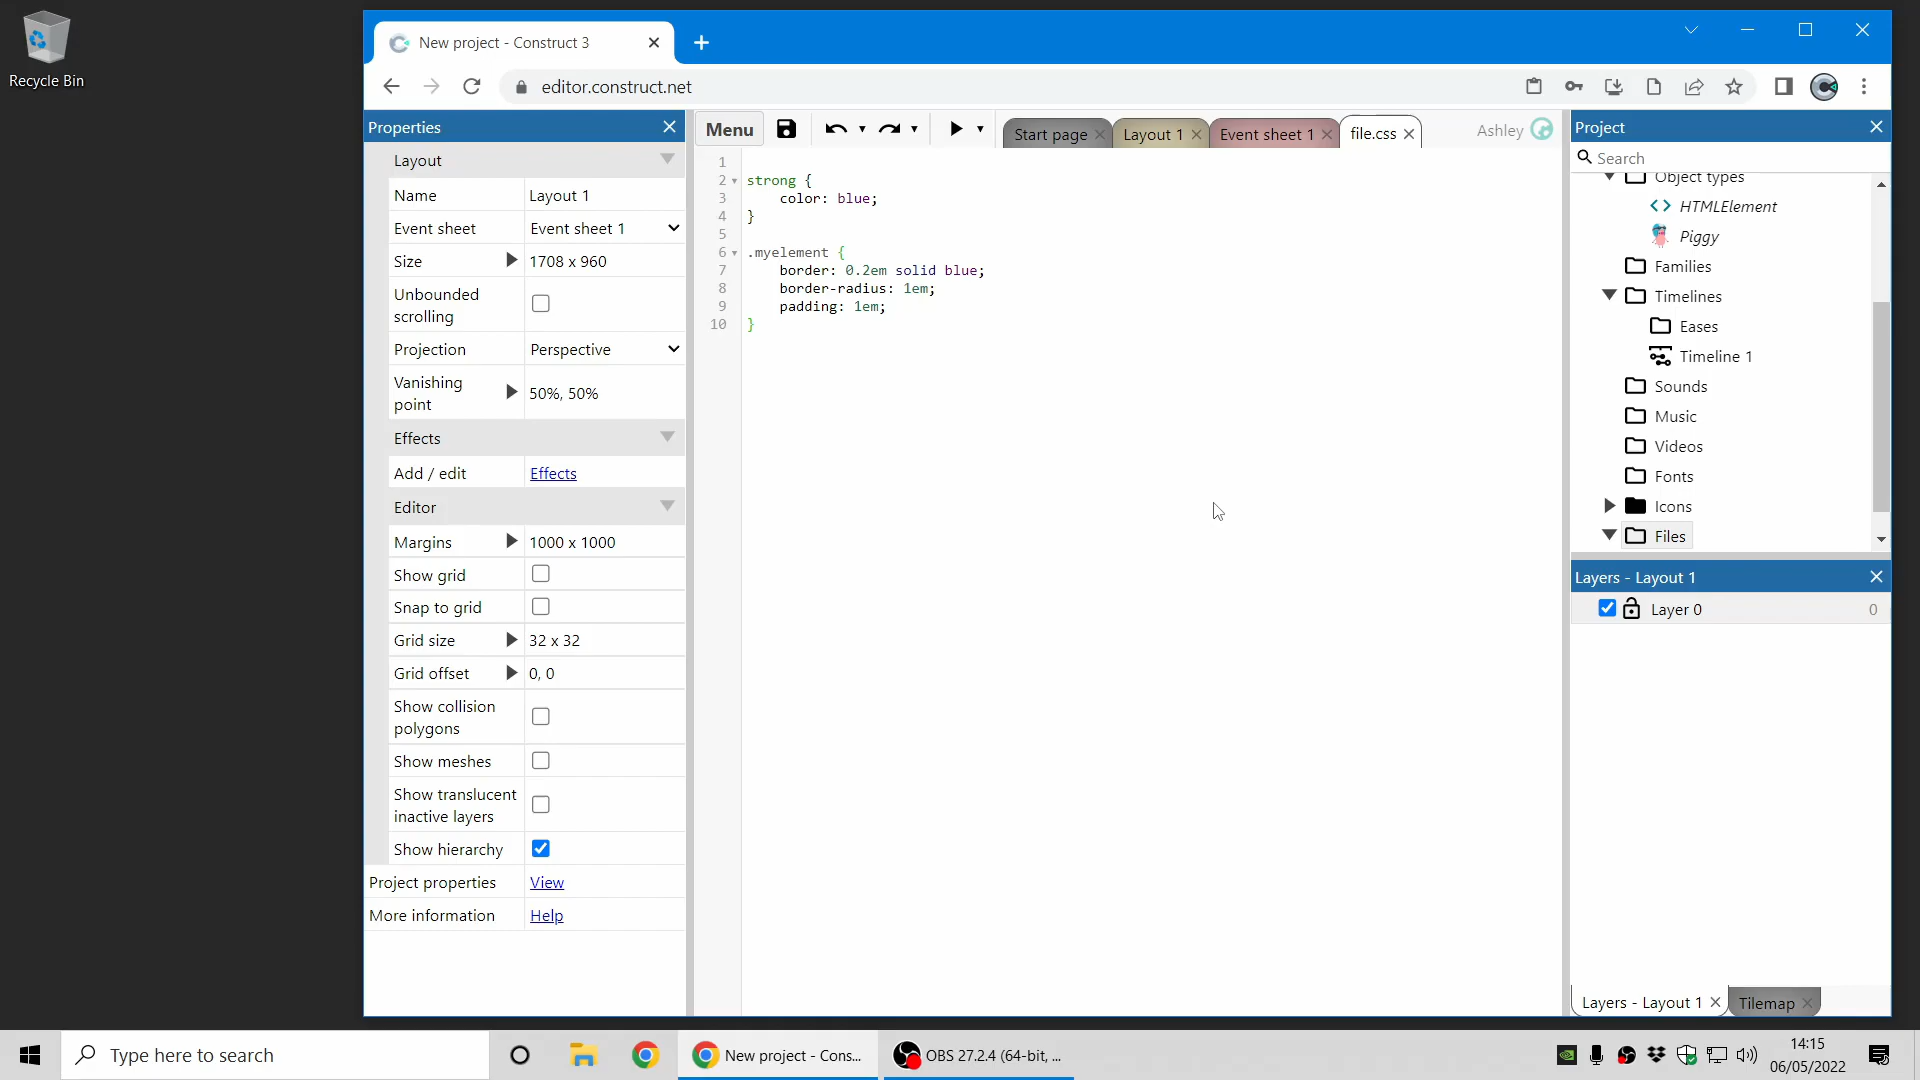 Recycle Bin
New project - Construct 3
editor.construct.net
Properties
Layout
Name Layout 1
Event sheet Event sheet 1
Size 1708 x 960
Unbounded
scrolling
Projection Perspective
Vanishing
point 50%, 50%
Effects
Add / edit Effects
Editor
Margins 1000 x 1000
Show grid
Snap to grid
Grid size 32 x 32
Grid offset 0, 0
Show collision
polygons
Show meshes
Show translucent
inactive layers
Show hierarchy
Project properties View
More information Help
Menu
Start page Layout 1 Event sheet 1 file.css
Ashley
1
2 strong {
3 color: blue;
4 }
5
6 .myelement {
7 border: 0.2em solid blue;
8 border-radius: 1em;
9 padding: 1em;
10 }
Project
Search
Object types
HTMLElement
Piggy
Families
Timelines
Eases
Timeline 1
Sounds
Music
Videos
Fonts
Icons
Files
Layers - Layout 1
Layer 0 0
Layers - Layout 1 Tilemap
Type here to search
New project - Cons...
OBS 27.2.4 (64-bit, ...
14:15
06/05/2022